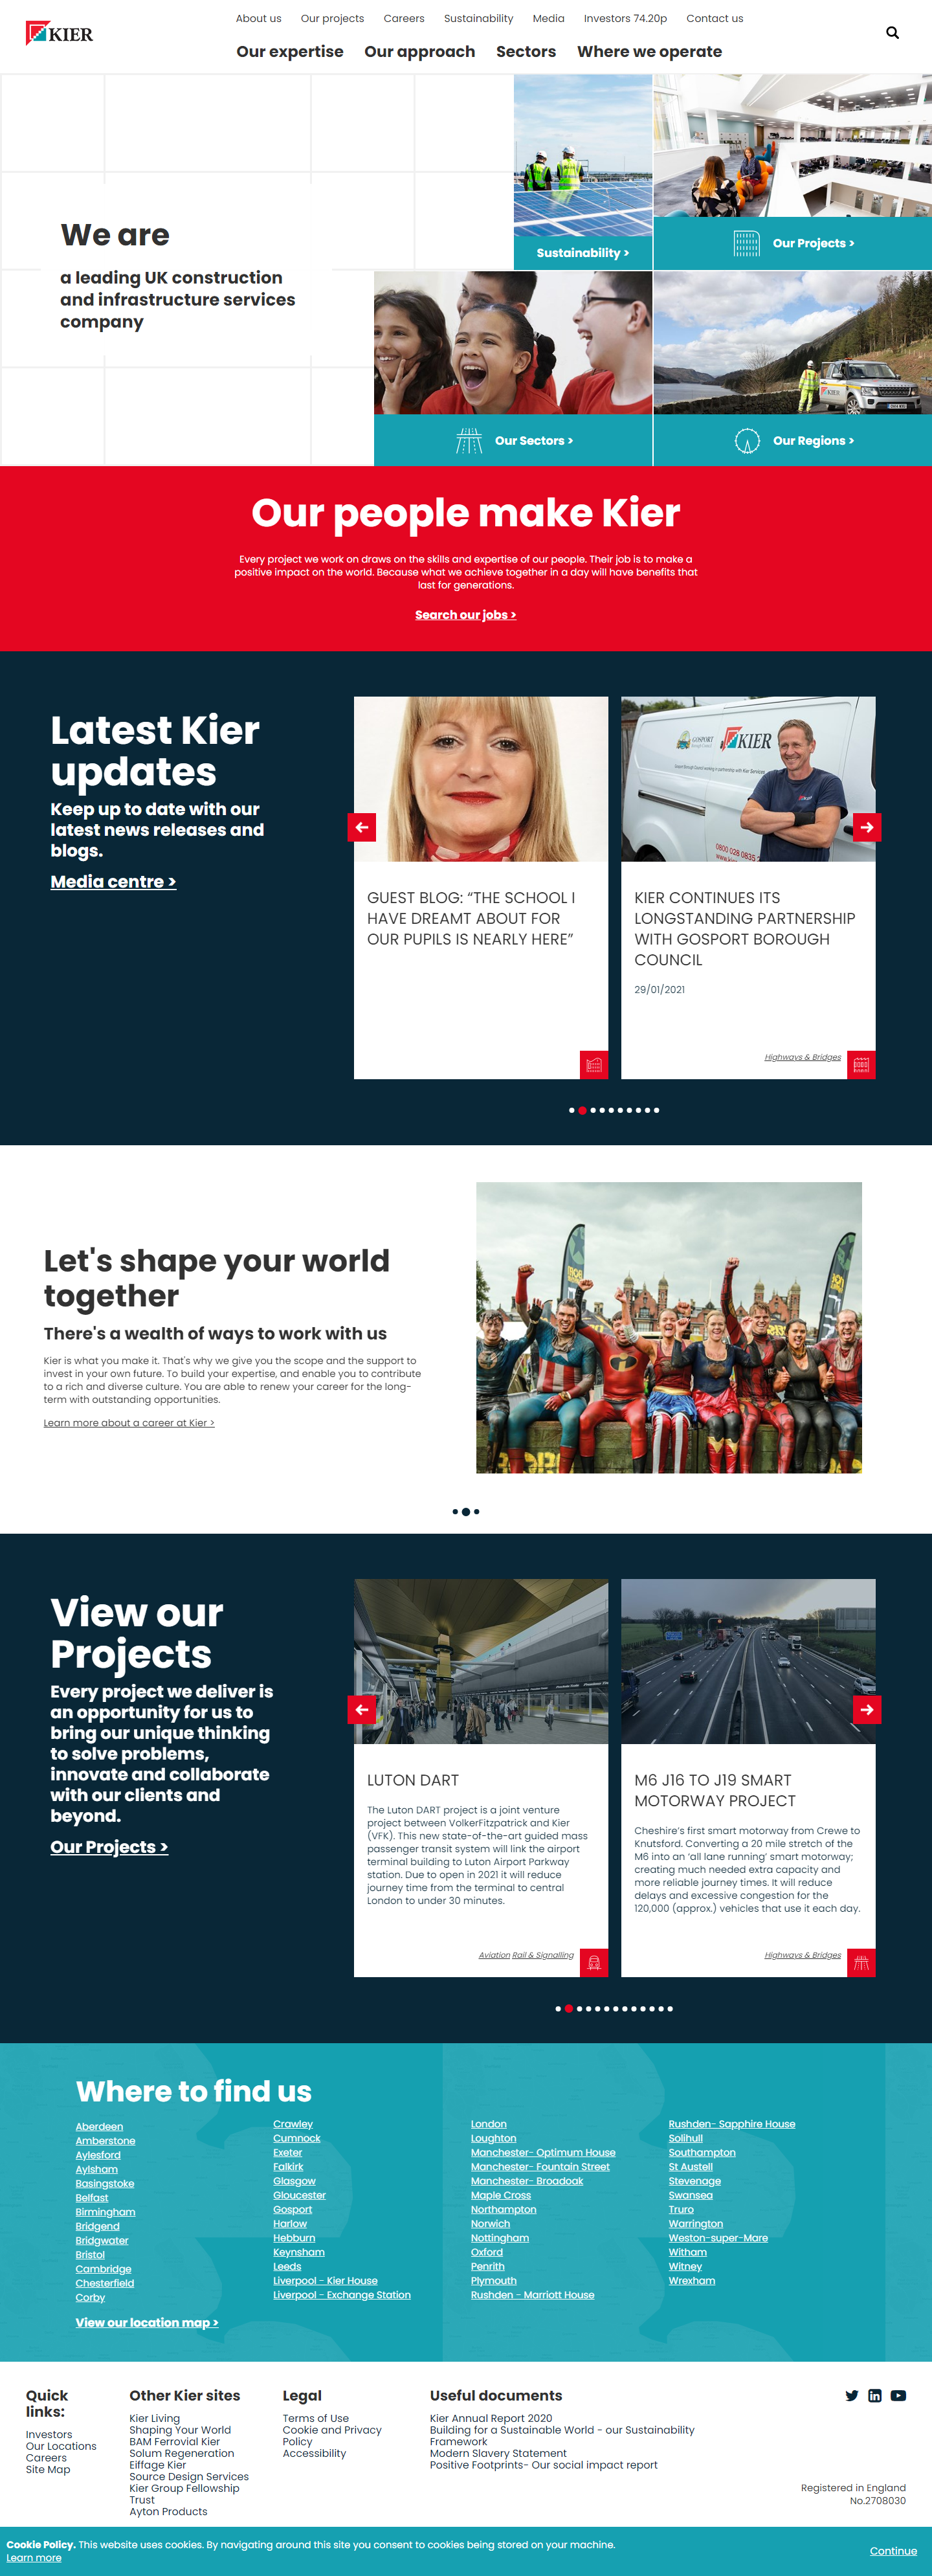 KIER
About us Our projects Careers Sustainability Media Investors 74.20p Contact us
Our expertise Our approach Sectors Where we operate
We are
a leading UK construction
and infrastructure services
company
Sustainability >
Our Projects >
KIER
Our Sectors >
Our Regions >
Our people make Kier
Every project we work on draws on the skills and expertise of our people. Their job is to make a
positive impact on the world. Because what we achieve together in a day will have benefits that
last for generations.
Search our jobs >
Latest Kier
updates
Keep up to date with our
latest news releases and
blogs.
Media centre >
GOSPORT
Borough Council
KIER
0800 028 0835
GUEST BLOG: “THE SCHOOL I
HAVE DREAMT ABOUT FOR
OUR PUPILS IS NEARLY HERE”
KIER CONTINUES ITS
LONGSTANDING PARTNERSHIP
WITH GOSPORT BOROUGH
COUNCIL
29/01/2021
Highways & Bridges
Let's shape your world
together
There's a wealth of ways to work with us
Kier is what you make it. That's why we give you the scope and the support to
invest in your own future. To build your expertise, and enable you to contribute
to a rich and diverse culture. You are able to renew your career for the long-
term with outstanding opportunities.
Learn more about a career at Kier >
View our
Projects
Every project we deliver is
an opportunity for us to
bring our unique thinking
to solve problems,
innovate and collaborate
with our clients and
beyond.
Our Projects >
LUTON DART
The Luton DART project is a joint venture
project between VolkerFitzpatrick and Kier
(VFK). This new state-of-the-art guided mass
passenger transit system will link the airport
terminal building to Luton Airport Parkway
station. Due to open in 2021 it will reduce
journey time from the terminal to central
London to under 30 minutes.
Aviation Rail & Signalling
M6 J16 TO J19 SMART
MOTORWAY PROJECT
Cheshire’s first smart motorway from Crewe to
Knutsford. Converting a 20 mile stretch of the
M6 into an ‘all lane running’ smart motorway;
creating much needed extra capacity and
more reliable journey times. It will reduce
delays and excessive congestion for the
120,000 (approx.) vehicles that use it each day.
Highways & Bridges
Where to find us
Aberdeen
Amberstone
Aylesford
Aylsham
Basingstoke
Belfast
Birmingham
Bridgend
Bridgwater
Bristol
Cambridge
Chesterfield
Corby
Crawley
Cumnock
Exeter
Falkirk
Glasgow
Gloucester
Gosport
Harlow
Hebburn
Keynsham
Leeds
Liverpool - Kier House
Liverpool - Exchange Station
London
Loughton
Manchester- Optimum House
Manchester- Fountain Street
Manchester- Broadoak
Maple Cross
Northampton
Norwich
Nottingham
Oxford
Penrith
Plymouth
Rushden - Marriott House
Rushden- Sapphire House
Solihull
Southampton
St Austell
Stevenage
Swansea
Truro
Warrington
Weston-super-Mare
Witham
Witney
Wrexham
View our location map >
Quick
links:
Investors
Our Locations
Careers
Site Map
Other Kier sites
Kier Living
Shaping Your World
BAM Ferrovial Kier
Solum Regeneration
Eiffage Kier
Source Design Services
Kier Group Fellowship
Trust
Ayton Products
Legal
Terms of Use
Cookie and Privacy
Policy
Accessibility
Useful documents
Kier Annual Report 2020
Building for a Sustainable World - our Sustainability
Framework
Modern Slavery Statement
Positive Footprints- Our social impact report
Registered in England
No.2708030
Cookie Policy. This website uses cookies. By navigating around this site you consent to cookies being stored on your machine.
Learn more
Continue